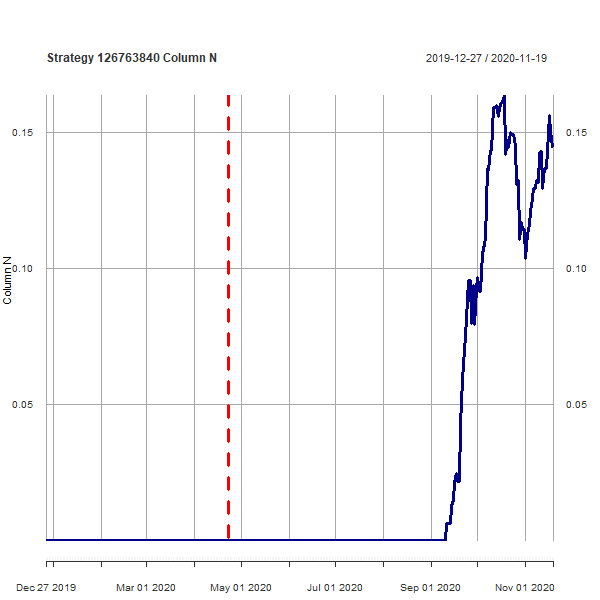 Strategy 126763840 Column N
2019-12-27 / 2020-11-19
0.15
0.15
0.10
0.10
Column N
0.05
0.05
Dec 27 2019
Mar 01 2020
May 01 2020
Jul 01 2020
Sep 01 2020
Nov 01 2020